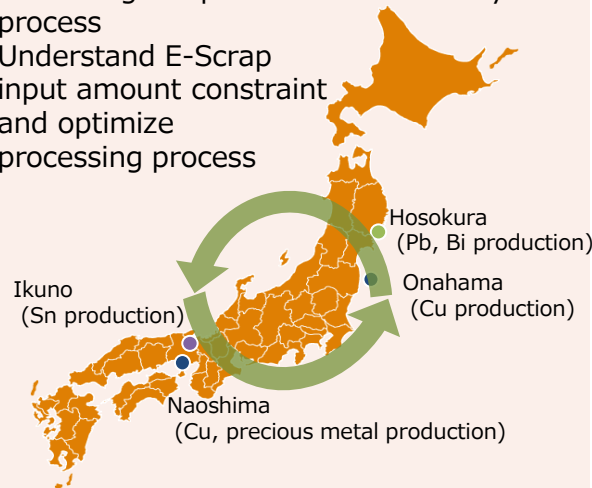 process
Understand E-Scrap
input amount constraint
and optimize
processing process
Hosokura
(Pb, Bi production)
Onahama
(Cu production)
Ikuno
(Sn production)
Naoshima
(Cu, precious metal production)